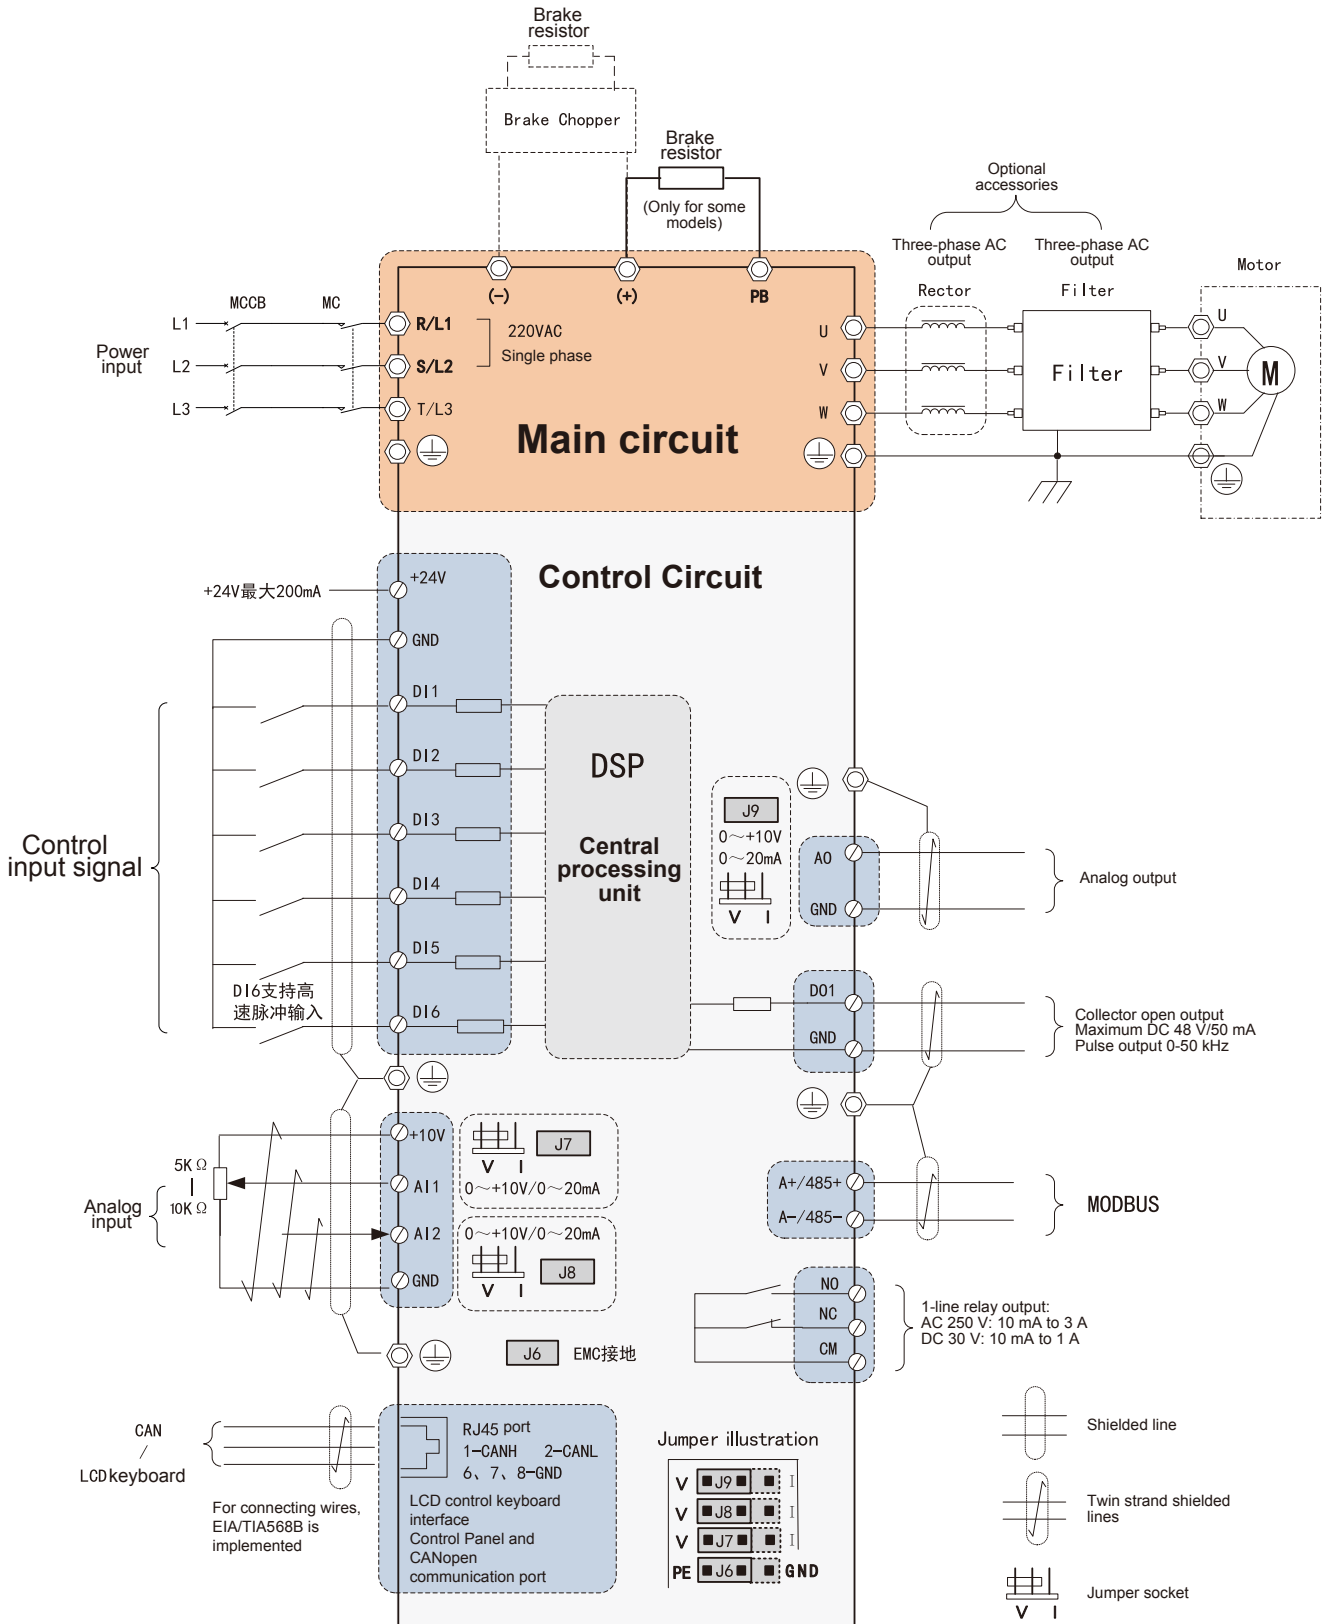 Brake
resistor
Brake Chopper
Brake
resistor
(Only for some
models)
Optional
accessories
Three-phase AC
output
Three-phase AC
output
Rector
Filter
Motor
(-)
(+)
PB
MCCB
MC
Power
input
L1
L2
L3
R/L1
S/L2
T/L3
220VAC
Single phase
Main circuit
U
V
W
Filter
U
V
W
M
Control Circuit
+24V最大200mA
+24V
GND
DI1
DI2
DI3
DI4
DI5
DI6
Control
input signal
DI6支持高
速脉冲输入
DSP
Central
processing
unit
J9
0～+10V
0～20mA
V I
AO
GND
Analog output
DO1
GND
Collector open output
Maximum DC 48 V/50 mA
Pulse output 0-50 kHz
5KΩ
10KΩ
Analog
input
+10V
AI1
AI2
GND
V I
J7
0～+10V/0～20mA
0～+10V/0～20mA
V I
J8
A+/485+
A-/485-
MODBUS
NO
NC
CM
1-line relay output:
AC 250 V: 10 mA to 3 A
DC 30 V: 10 mA to 1 A
J6 EMC接地
CAN
/
LCD keyboard
For connecting wires,
EIA/TIA568B is
implemented
RJ45 port
1-CANH 2-CANL
6、7、8-GND
LCD control keyboard
interface
Control Panel and
CANopen
communication port
Jumper illustration
V J9 I
V J8 I
V J7 I
PE J6 GND
Shielded line
Twin strand shielded
lines
Jumper socket
V I